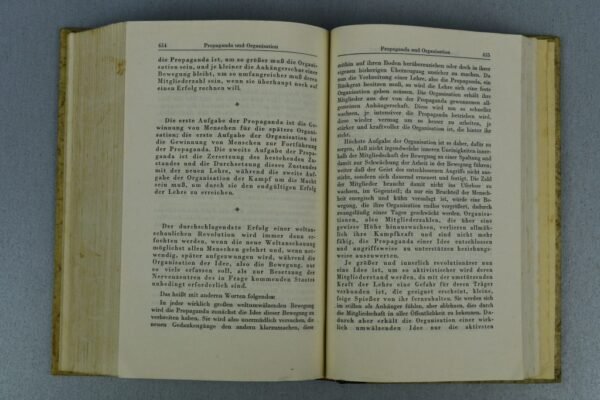 654 Propaganda und Organisation
die Propaganda ist, um so größer muß die Organi-
sation sein, und je kleiner die Anhängerschar einer
Bewegung bleibt, um so umfangreicher muß deren
Mitgliederzahl sein, wenn sie überhaupt noch auf
einen Erfolg rechnen will.
*
Die erste Aufgabe der Propaganda ist die Ge-
winnung von Menschen für die spätere Organi-
sation; die erste Aufgabe der Organisation ist
die Gewinnung von Menschen zur Fortführung
der Propaganda. Die zweite Aufgabe der Propa-
ganda ist die Zersetzung des bestehenden Zu-
standes und die Durchsetzung dieses Zustandes
mit der neuen Lehre, während die zweite Auf-
gabe der Organisation der Kampf um die Macht
sein muß, um durch sie den endgültigen Erfolg
der Lehre zu erreichen.
*
Der durchschlagendste Erfolg einer weltan-
schaulichen Revolution wird immer dann er-
fochten werden, wenn die neue Weltanschauung
möglichst allen Menschen gelehrt und, wenn not-
wendig, später aufgezwungen wird, während die
Organisation der Idee, also die Bewegung, nur
so viele erfassen soll, als zur Besetzung der
Nervenzentren des in Frage kommenden Staates
unbedingt erforderlich sind.
Das heißt mit anderen Worten folgendes:
In jeder wirklich großen weltumwälzenden Bewegung
wird die Propaganda zunächst die Idee dieser Bewegung zu
verbreiten haben. Sie wird also unermüdlich versuchen, die
neuen Gedankengänge den andern klarzumachen, diese
Propaganda und Organisation 655
mithin auf ihren Boden herüberzuziehen oder doch in ihrer
eigenen bisherigen Überzeugung unsicher zu machen. Da
nun die Verbreitung einer Lehre, also die Propaganda, ein
Rückgrat besitzen muß, so wird die Lehre sich eine feste
Organisation geben müssen. Die Organisation erhält ihre
Mitglieder aus der von der Propaganda gewonnenen all-
gemeinen Anhängerschaft. Diese wird um so schneller
wachsen, je intensiver die Propaganda betrieben wird,
diese wieder vermag um so besser zu arbeiten, je
stärker und kraftvoller die Organisation ist, die hinter ihr
steht.
Höchste Aufgabe der Organisation ist es daher, dafür zu
sorgen, daß nicht irgendwelche innere Uneinigkeiten inner-
halb der Mitgliedschaft der Bewegung zu einer Spaltung und
damit zur Schwächung der Arbeit in der Bewegung führen;
weiter daß der Geist des entschlossenen Angriffs nicht aus-
stirbt, sondern sich dauernd erneuert und festigt. Die Zahl
der Mitglieder braucht damit nicht ins Uferlose zu
wachsen, im Gegenteil; da nur ein Bruchteil der Mensch-
heit energisch und kühn veranlagt ist, würde eine Be-
wegung, die ihre Organisation endlos vergrößert, dadurch
zwangsläufig eines Tages geschwächt werden. Organisa-
tionen, also Mitgliederzahlen, die über eine
gewisse Höhe hinauswachsen, verlieren allmäh-
lich ihre Kampfkraft und sind nicht mehr
fähig, die Propaganda einer Idee entschlossen
und angriffsweise zu unterstützen beziehungs-
weise auszuwerten.
Je größer und innerlich revolutionärer nun
eine Idee ist, um so aktivistischer wird deren
Mitgliederstand werden, da mit der umstürzenden
Kraft der Lehre eine Gefahr für deren Träger
verbunden ist, die geeignet erscheint, kleine,
feige Spießer von ihr fernzuhalten. Sie werden sich
im stillen als Anhänger fühlen, aber ablehnen, dies durch
die Mitgliedschaft in aller Öffentlichkeit zu bekennen. Da-
durch aber erhält die Organisation einer wirk-
lich umwälzenden Idee nur die aktivsten